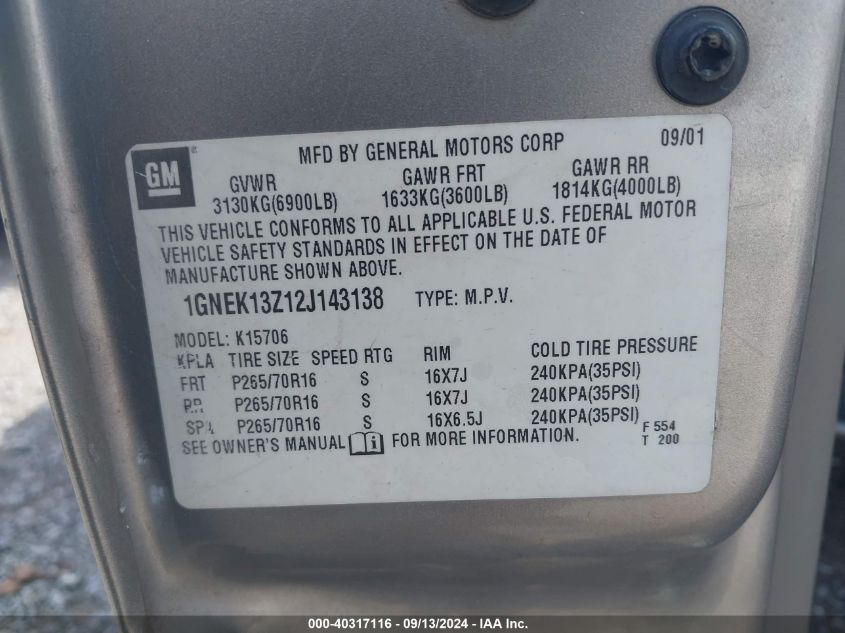 GM
MFD BY GENERAL MOTORS CORP 09/01
GVWR GAWR FRT GAWR RR
3130KG(6900LB) 1633KG(3600LB) 1814KG(4000LB)
THIS VEHICLE CONFORMS TO ALL APPLICABLE U.S. FEDERAL MOTOR
VEHICLE SAFETY STANDARDS IN EFFECT ON THE DATE OF
MANUFACTURE SHOWN ABOVE.
1GNEK13Z12J143138 TYPE: M.P.V.
MODEL: K15706
TIRE SIZE SPEED RTG RIM COLD TIRE PRESSURE
FRT P265/70R16 S 16X7J 240KPA(35PSI)
RR P265/70R16 S 16X7J 240KPA(35PSI)
SPA P265/70R16 S 16X6.5J 240KPA(35PSI)
SEE OWNER'S MANUAL FOR MORE INFORMATION.
F 554
T 200
000-40317116 - 09/13/2024 - IAA Inc.